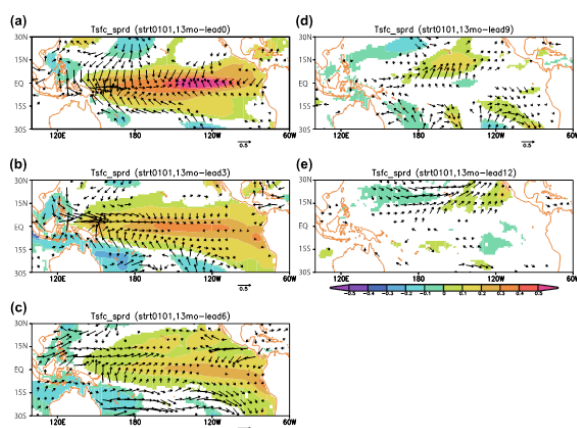 (a)
Tsfc_sprd (strt0101,13mo-lead0)
30N
15N
EQ
15S
30S
120E 180 120W 60W
0.5
(d)
Tsfc_sprd (strt0101,13mo-lead9)
30N
15N
EQ
15S
30S
120E 180 120W 60W
0.5
(b)
Tsfc_sprd (strt0101,13mo-lead3)
30N
15N
EQ
15S
30S
120E 180 120W 60W
0.5
(e)
Tsfc_sprd (strt0101,13mo-lead12)
30N
15N
EQ
15S
30S
120E 180 120W 60W
0.5
-0.5 -0.4 -0.3 -0.2 -0.1 0 0.1 0.2 0.3 0.4 0.5
(c)
Tsfc_sprd (strt0101,13mo-lead6)
30N
15N
EQ
15S
30S
120E 180 120W 60W
0.5